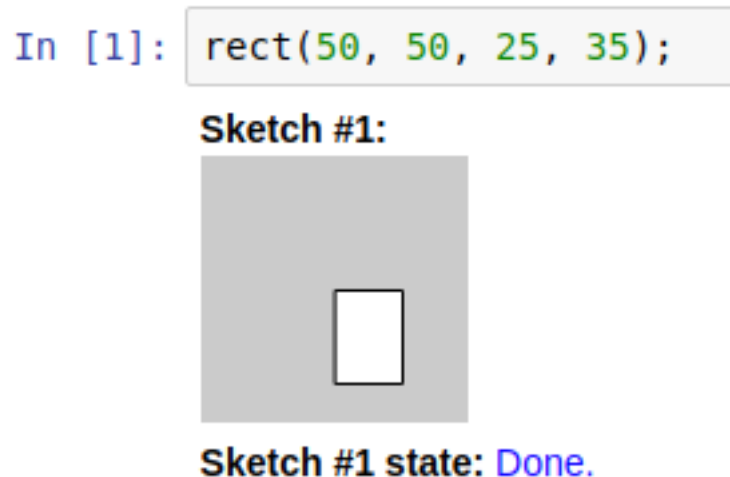 In [1]: rect(50, 50, 25, 35);
Sketch #1:
Sketch #1 state: Done.